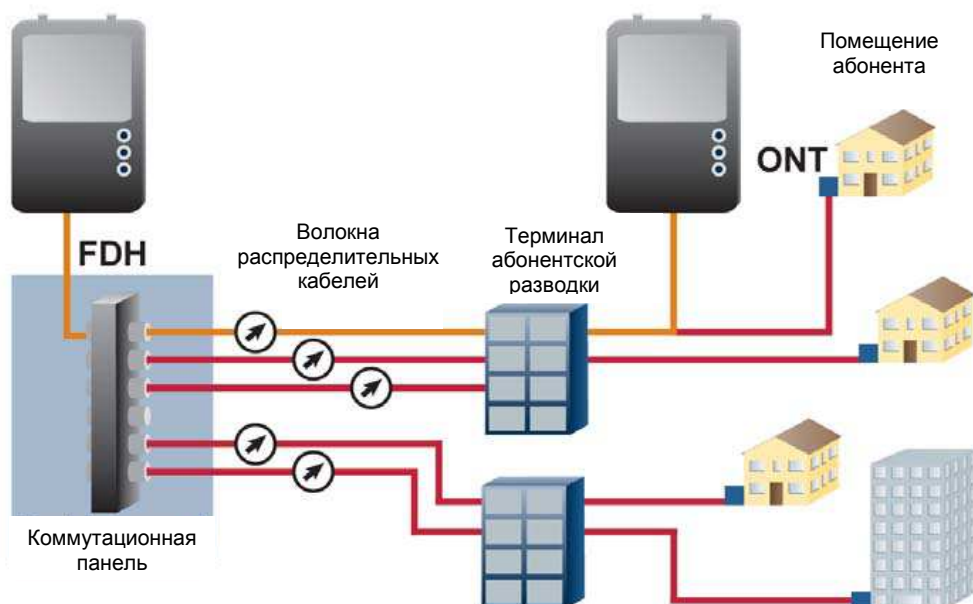 Помещение
абонента
ONT
FDH
Волокна
распределительных
кабелей
Терминал
абонентской
разводки
Коммутационная
панель